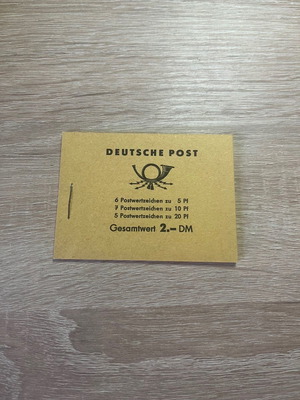 DEUTSCHE POST
6 Postwertzeichen zu 5 Pf
7 Postwertzeichen zu 10 Pf
5 Postwertzeichen zu 20 Pf
Gesamtwert 2.– DM